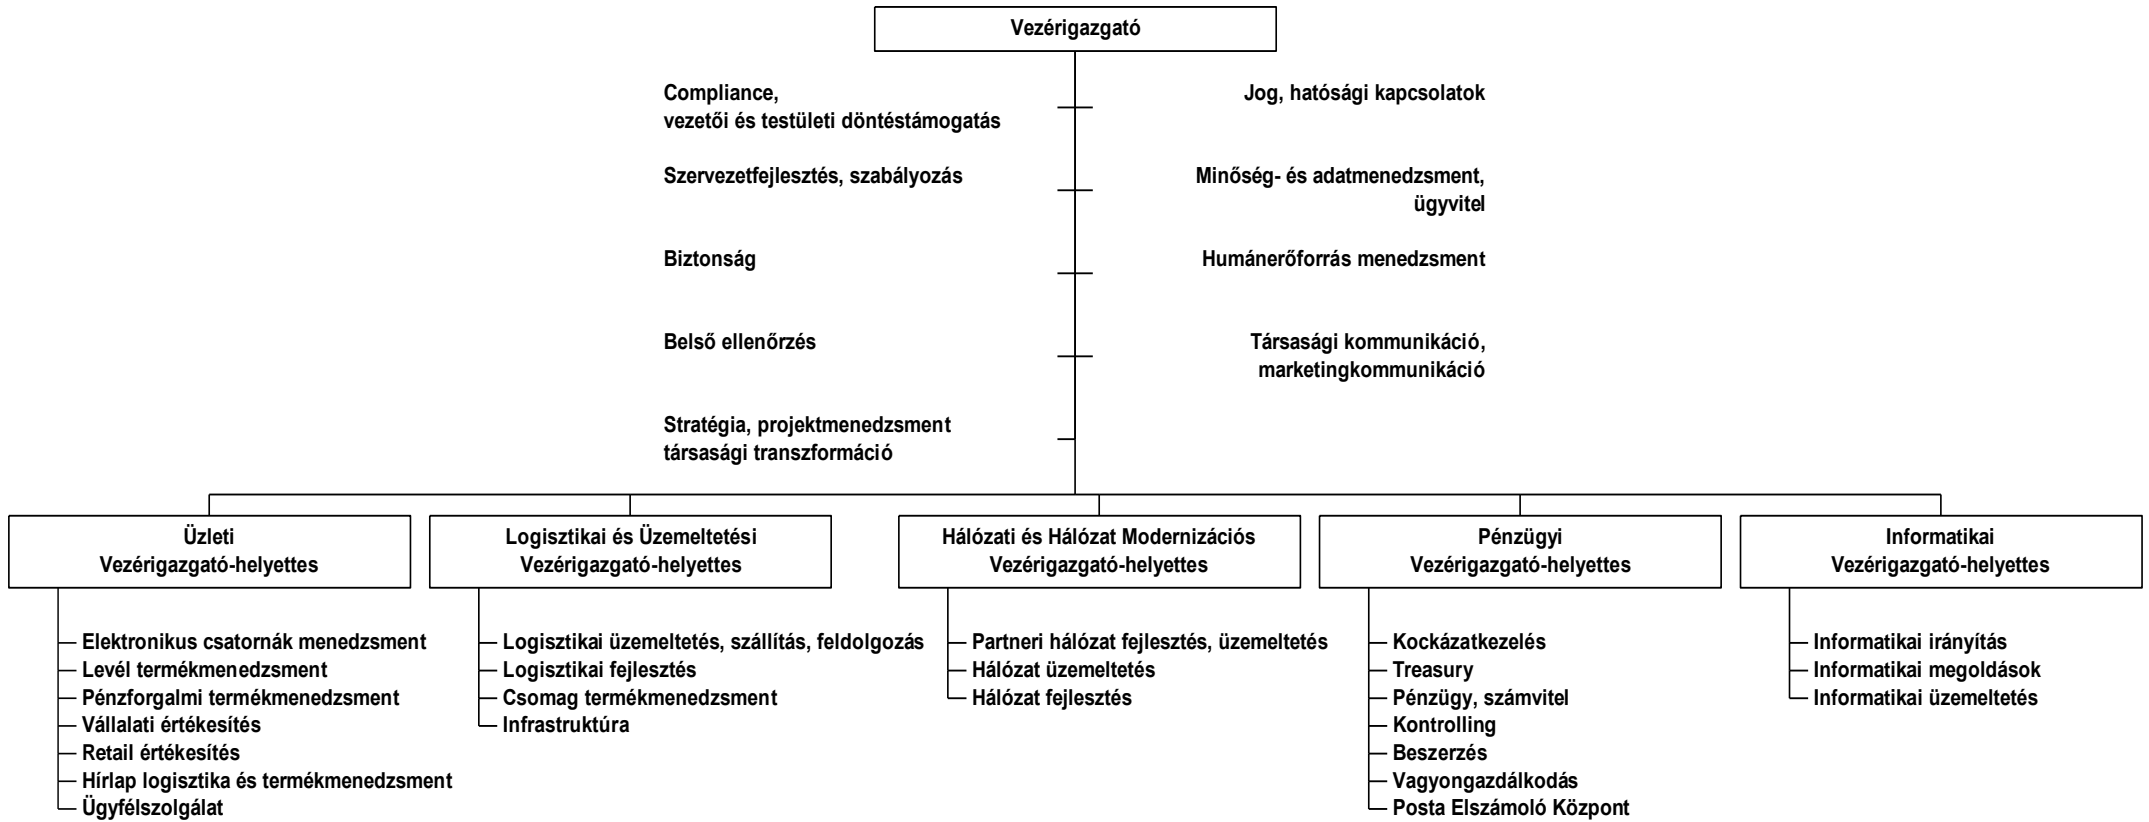 Vezérigazgató
Compliance,
vezetői és testületi döntéstámogatás
Jog, hatósági kapcsolatok
Szervezetfejlesztés, szabályozás
Minőség- és adatmenedzsment,
ügyvitel
Biztonság
Humánerőforrás menedzsment
Belső ellenőrzés
Társasági kommunikáció,
marketingkommunikáció
Stratégia, projektmenedzsment
társasági transzformáció
Üzleti
Vezérigazgató-helyettes
Elektronikus csatornák menedzsment
Levél termékmenedzsment
Pénzforgalmi termékmenedzsment
Vállalati értékesítés
Retail értékesítés
Hírlap logisztika és termékmenedzsment
Ügyfélszolgálat
Logisztikai és Üzemeltetési
Vezérigazgató-helyettes
Logisztikai üzemeltetés, szállítás, feldolgozás
Logisztikai fejlesztés
Csomag termékmenedzsment
Infrastruktúra
Hálózati és Hálózat Modernizációs
Vezérigazgató-helyettes
Partneri hálózat fejlesztés, üzemeltetés
Hálózat üzemeltetés
Hálózat fejlesztés
Pénzügyi
Vezérigazgató-helyettes
Kockázatkezelés
Treasury
Pénzügy, számvitel
Kontrolling
Beszerzés
Vagyongazdálkodás
Posta Elszámoló Központ
Informatikai
Vezérigazgató-helyettes
Informatikai irányítás
Informatikai megoldások
Informatikai üzemeltetés